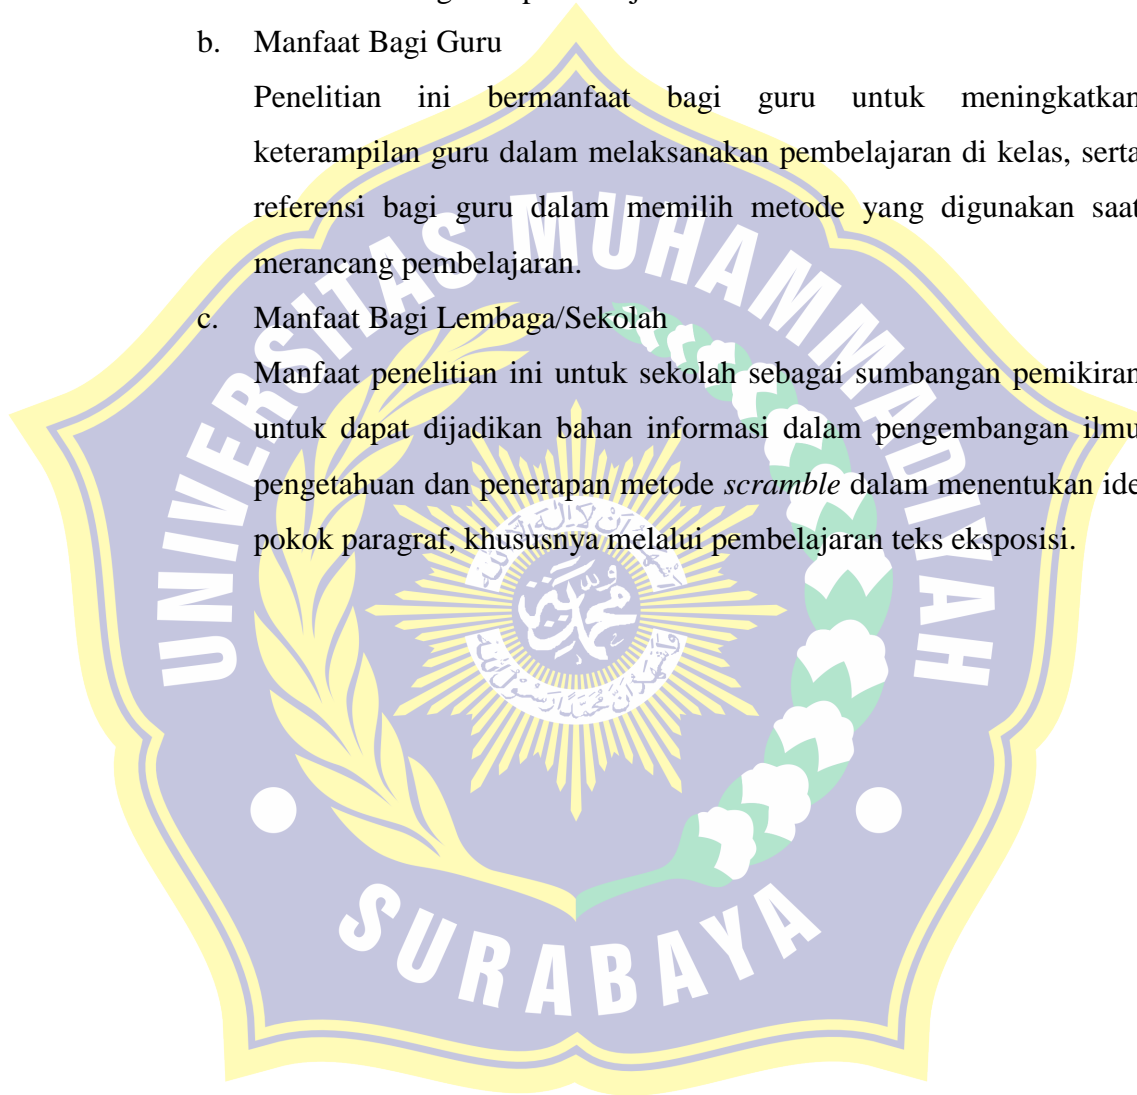 b. Manfaat Bagi Guru
Penelitian ini bermanfaat bagi guru untuk meningkatkan
keterampilan guru dalam melaksanakan pembelajaran di kelas, serta
referensi bagi guru dalam memilih metode yang digunakan saat
merancang pembelajaran.
c. Manfaat Bagi Lembaga/Sekolah
Manfaat penelitian ini untuk sekolah sebagai sumbangan pemikiran
untuk dapat dijadikan bahan informasi dalam pengembangan ilmu
pengetahuan dan penerapan metode scramble dalam menentukan ide
pokok paragraf, khususnya melalui pembelajaran teks eksposisi.
UNIVERSITAS MUHAMMADIYAH
SURABAYA